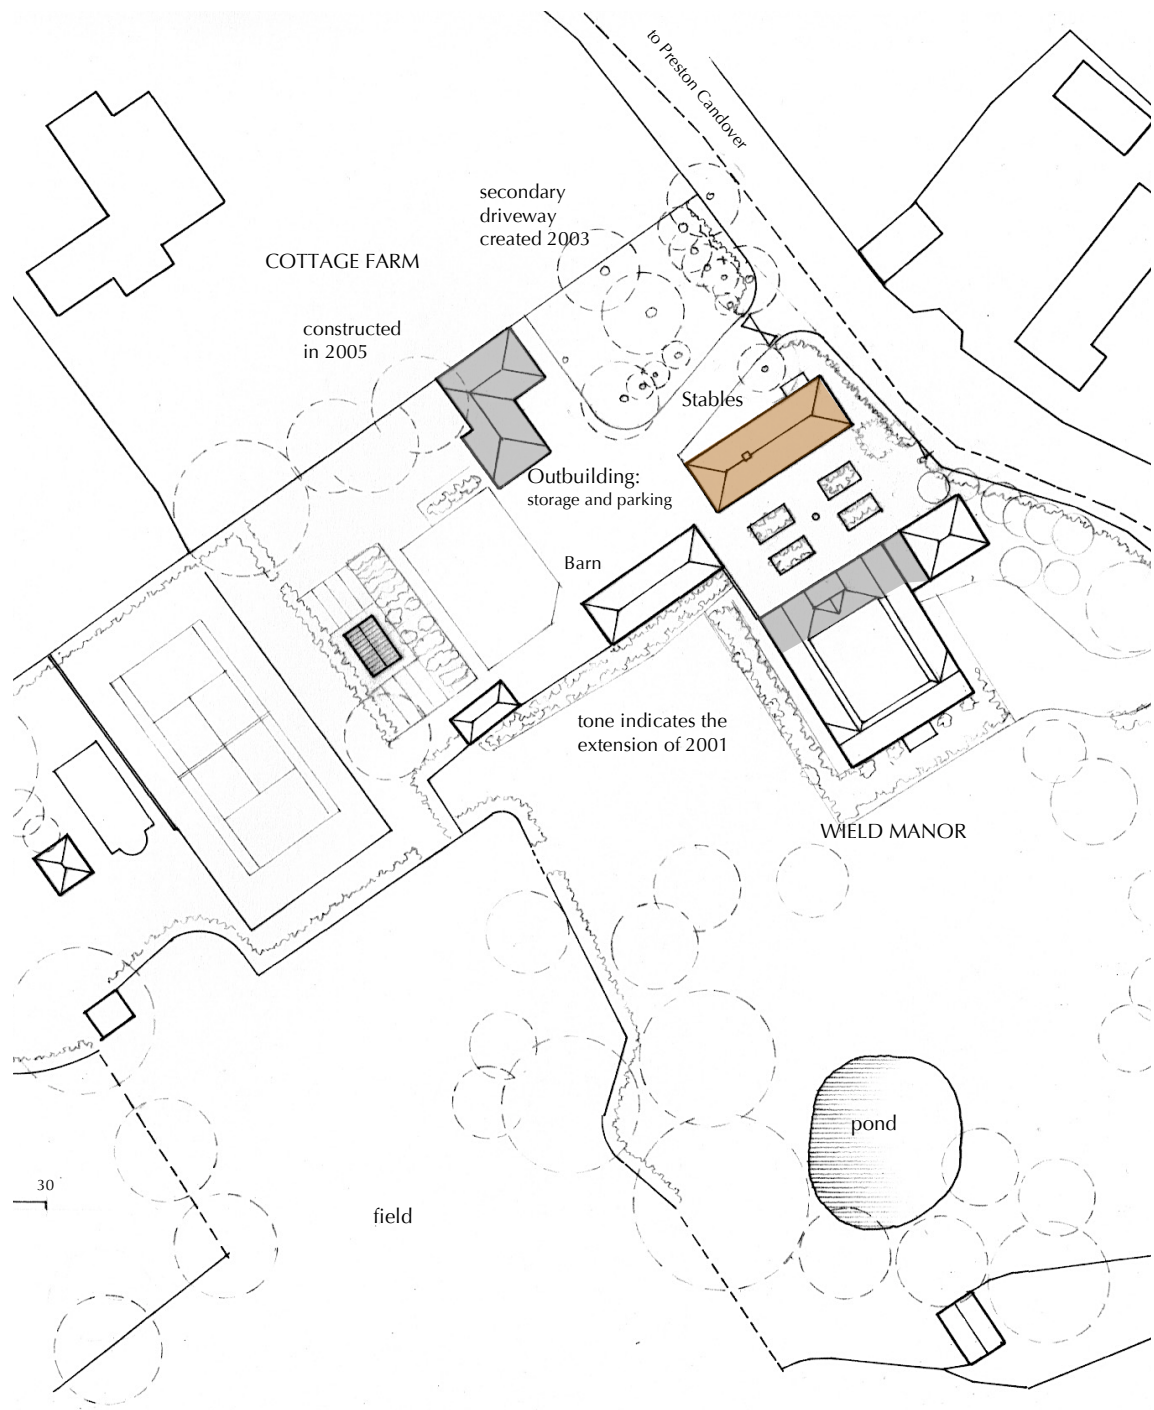 to Preston Candover
secondary
driveway
created 2003
COTTAGE FARM
constructed
in 2005
Stables
Outbuilding:
storage and parking
Barn
tone indicates the
extension of 2001
WIELD MANOR
pond
30
field